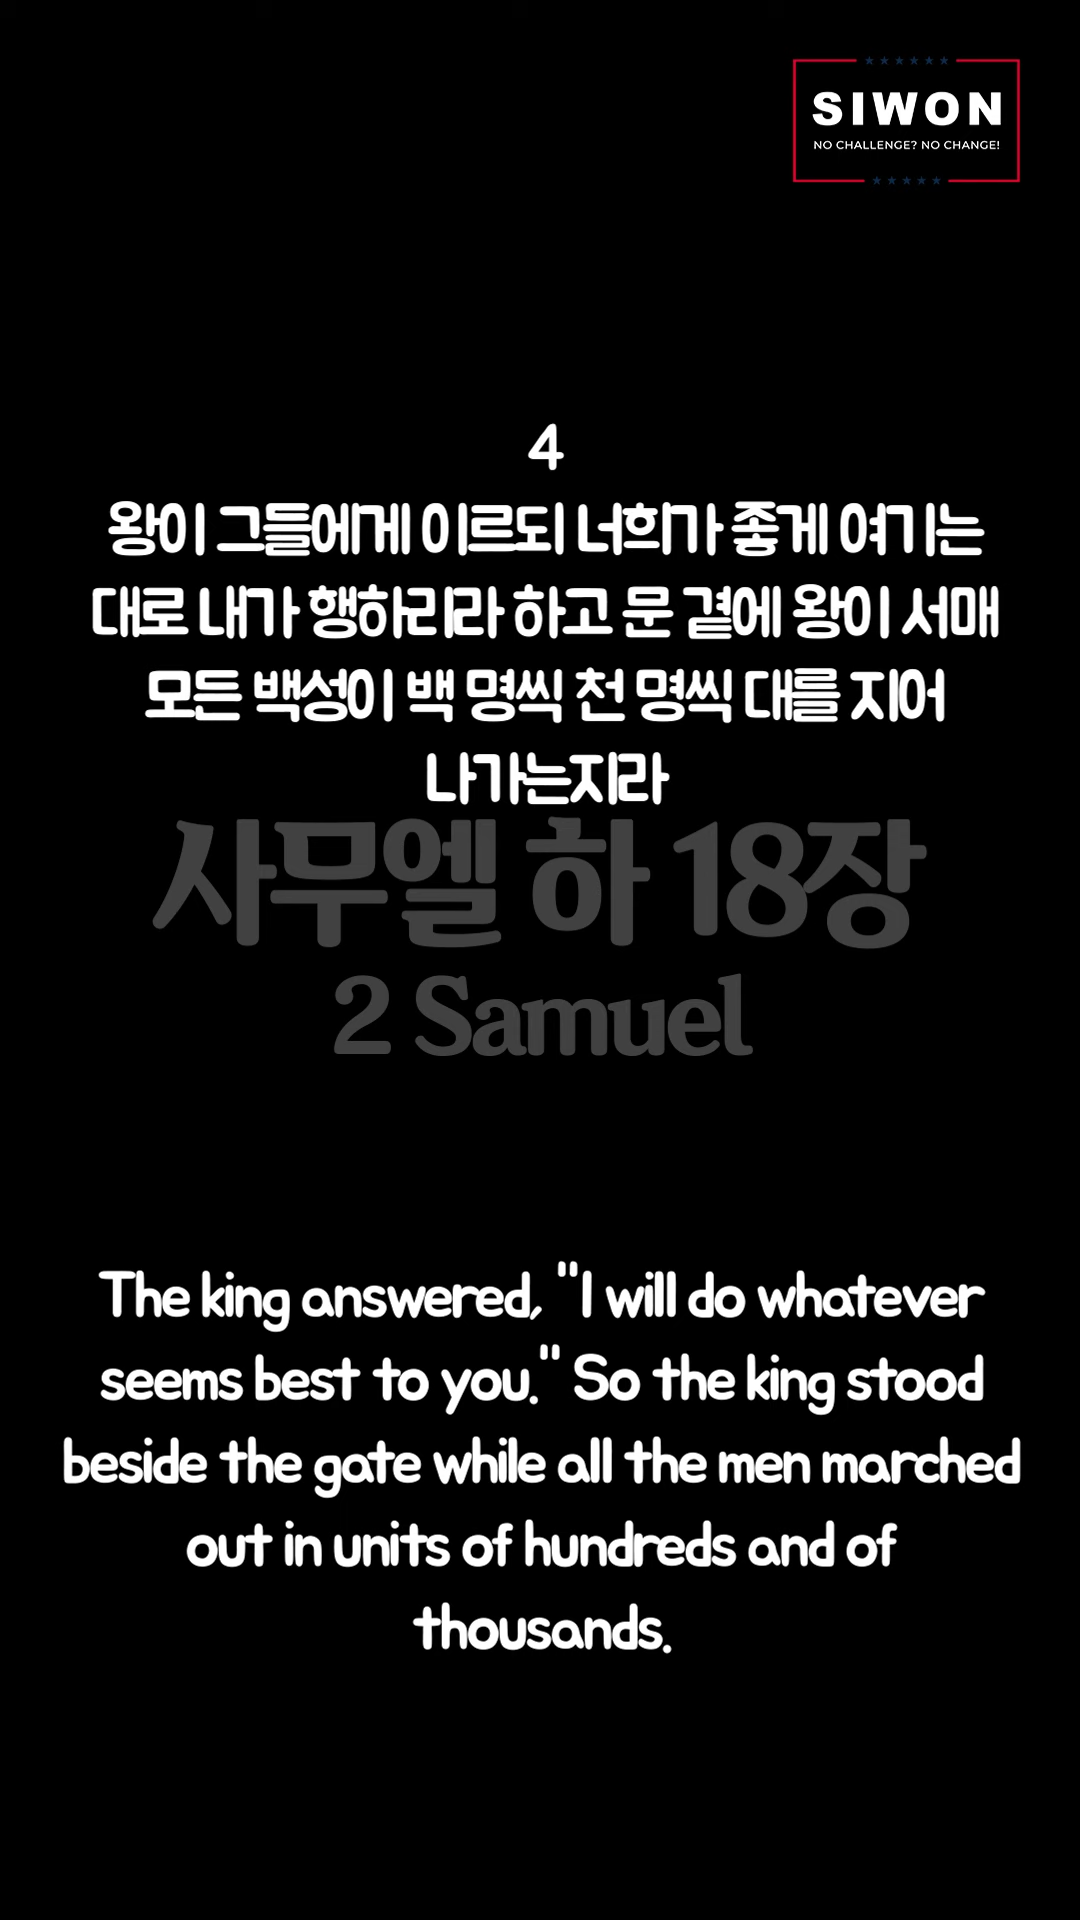 SIWON
NO CHALLENGE? NO CHANGE!
4
왕이 그들에게 이르되 너희가 좋게 여기는
대로 내가 행하리라 하고 문 곁에 왕이 서매
모든 백성이 백 명씩 천 명씩 대를 지어
나가는지라
사무엘 하 18장
2 Samuel
The king answered, "I will do whatever
seems best to you." So the king stood
beside the gate while all the men marched
out in units of hundreds and of
thousands.